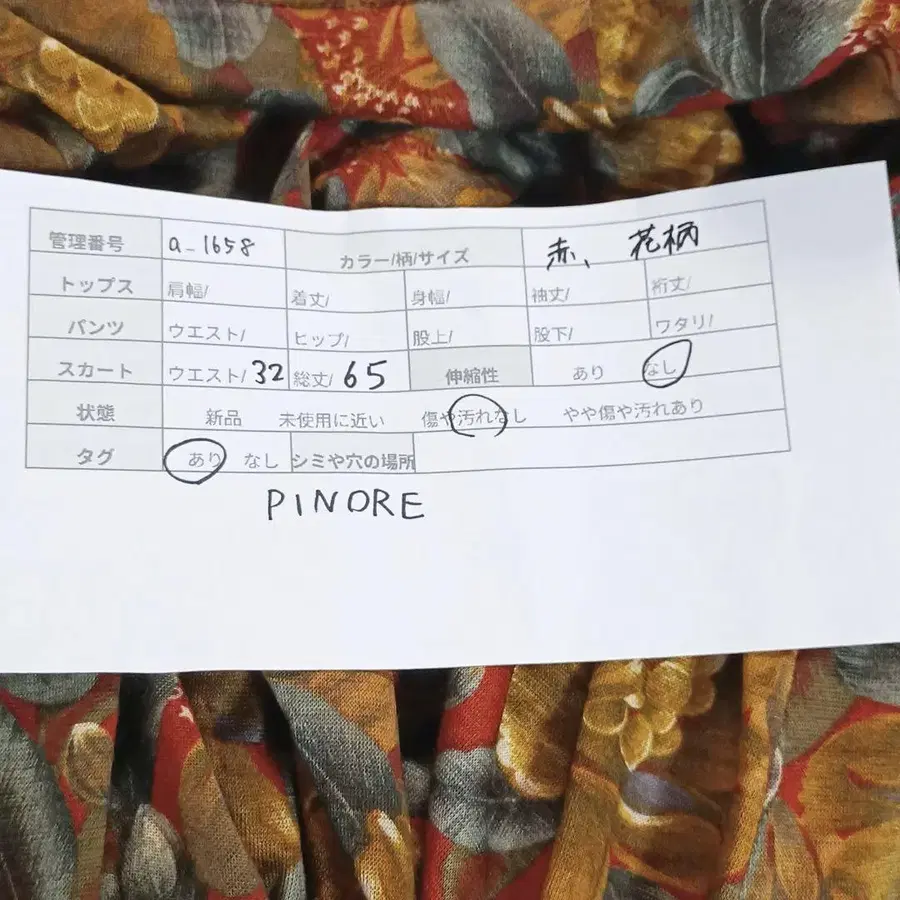 管理番号 a-1658 カラー/柄/サイズ 赤、花柄
トップス 肩幅/ 着丈/ 身幅/ 袖丈/ 裄丈/
パンツ ウエスト/ ヒップ/ 股上/ 股下/ ワタリ/
スカート ウエスト/32 総丈/65 伸縮性 あり なし
状態 新品 未使用に近い 傷や汚れなし やや傷や汚れあり
タグ あり なし シミや穴の場所
PINORE